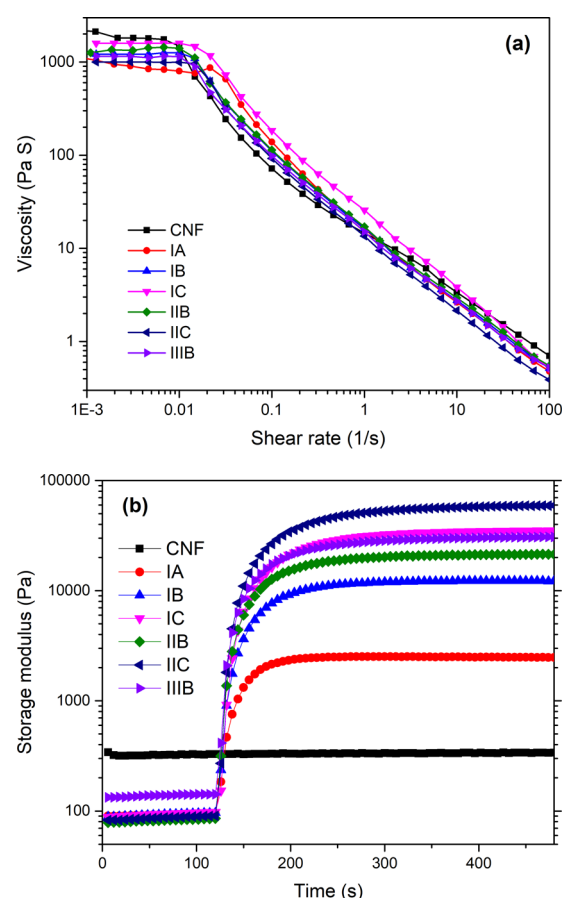 (a)
1000
100
10
1
Viscosity (Pa S)
CNF
IA
IB
IC
IIB
IIC
IIIB
1E-3 0.01 0.1 1 10 100
Shear rate (1/s)
(b)
100000
10000
1000
100
Storage modulus (Pa)
CNF
IA
IB
IC
IIB
IIC
IIIB
0 100 200 300 400
Time (s)